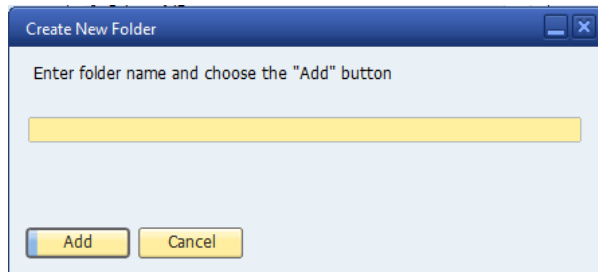 Create New Folder
Enter folder name and choose the "Add" button
Add
Cancel